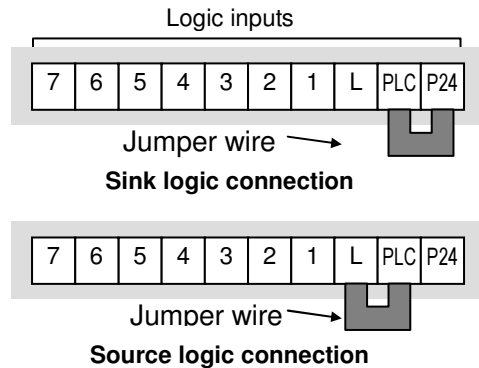 Logic inputs
7 6 5 4 3 2 1 L PLC P24
Jumper wire
Sink logic connection
7 6 5 4 3 2 1 L PLC P24
Jumper wire
Source logic connection